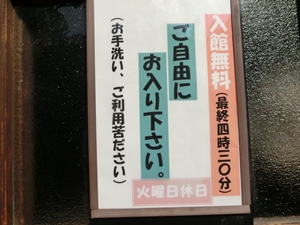 入館無料(最終四時三〇分)
ご自由に
お入り下さい。
(お手洗い、ご利用苦ださい)
火曜日休日